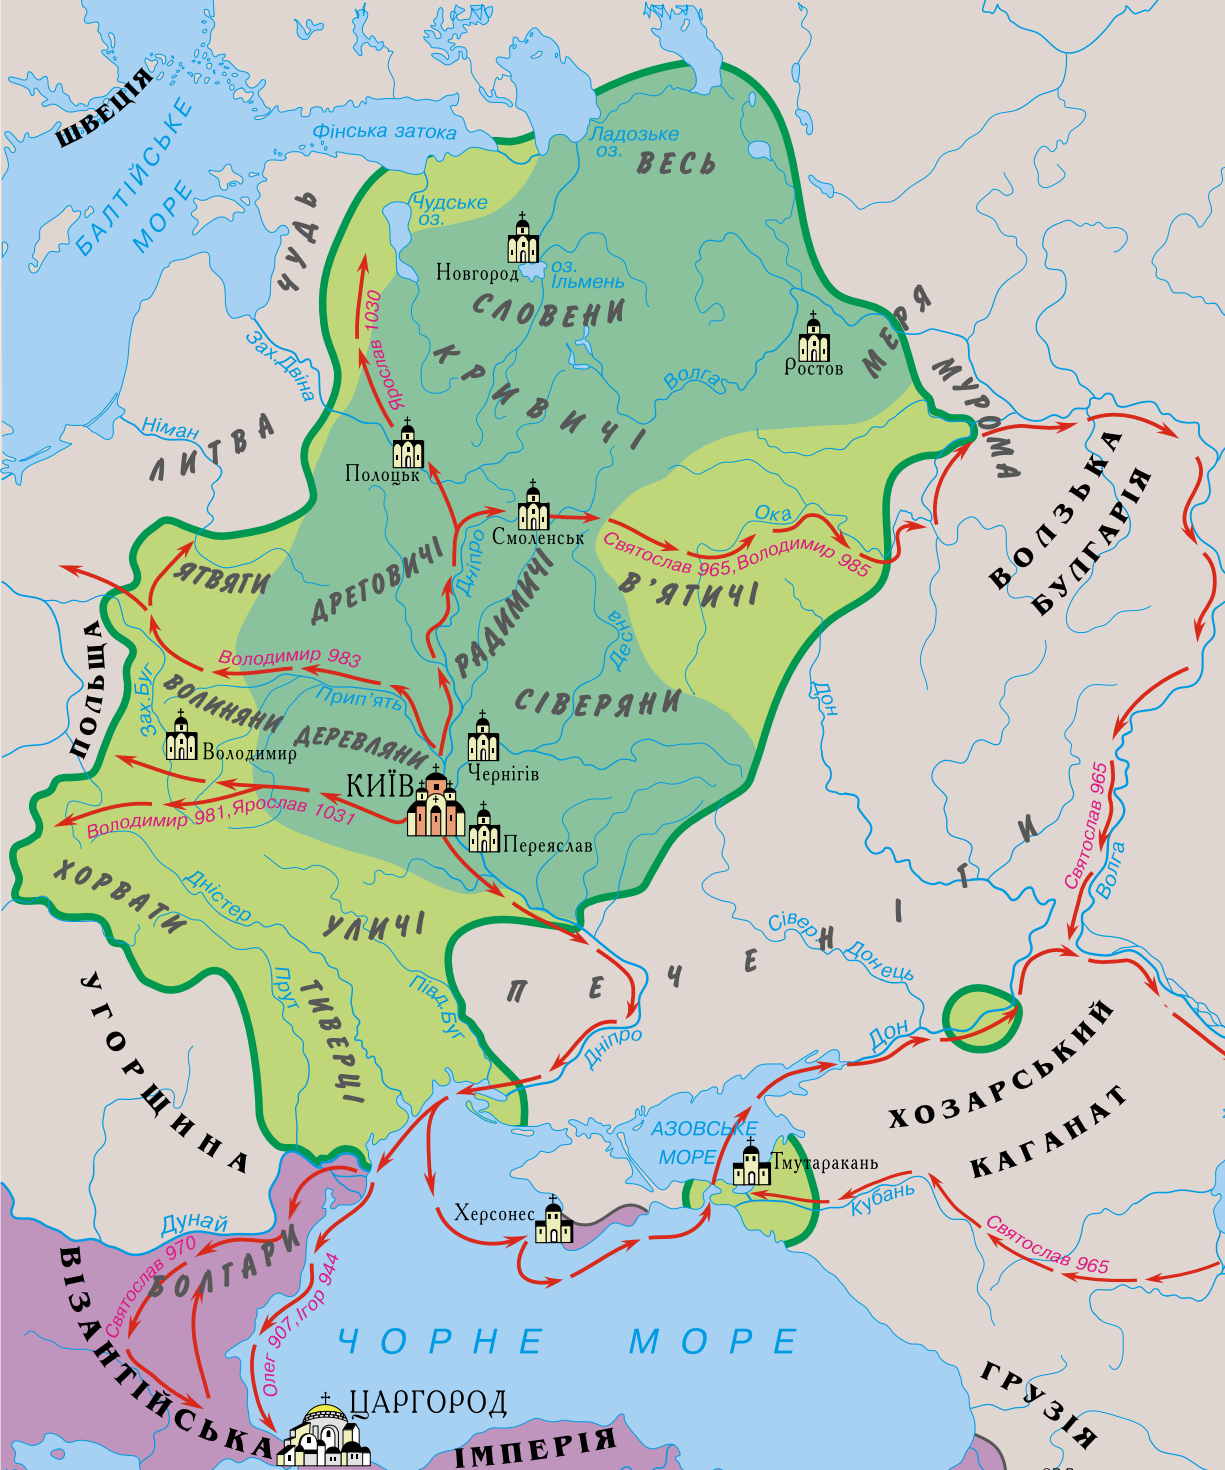 ШВЕЦІЯ
БАЛТІЙСЬКЕ
МОРЕ
Фінська затока
Ладозьке
оз.
ВЕСЬ
ЧУДЬ
Чудське
оз.
Новгород
оз.
Ільмень
СЛОВЕНИ
КРИВИЧІ
Ярослав 1030
Зах.Двіна
Ростов
МЕРЯ
МУРОМА
Волга
Німан
ЛИТВА
Полоцьк
Смоленськ
Ока
Святослав 965,Володимир 985
В’ЯТИЧІ
ВОЛЗЬКА
БУЛГАРІЯ
ЯТВЯГИ
ДРЕГОВИЧІ
Дніпро
РАДИМИЧІ
Десна
ПОЛЬЩА
Володимир 983
Зах.Буг
ВОЛИНЯНИ
Прип’ять
СІВЕРЯНИ
Дон
Володимир
ДЕРЕВЛЯНИ
Чернігів
КИЇВ
Володимир 981,Ярослав 1031
Переяслав
Святослав 965
Волга
ХОРВАТИ
Дністер
УЛИЧІ
ПЕЧЕНІГИ
Сівер.
Донець
УГОРЩИНА
Прут
ТИВЕРЦІ
Півд.Буг
Дніпро
Дон
ХОЗАРСЬКИЙ
КАГАНАТ
АЗОВСЬКЕ
МОРЕ
Тмутаракань
Кубань
Херсонес
Святослав 965
Дунай
Святослав 970
БОЛГАРИ
Олег 907,Ігор 944
ЧОРНЕ МОРЕ
ВІЗАНТІЙСЬКА
ЦАРГОРОД
ІМПЕРІЯ
ГРУЗІЯ